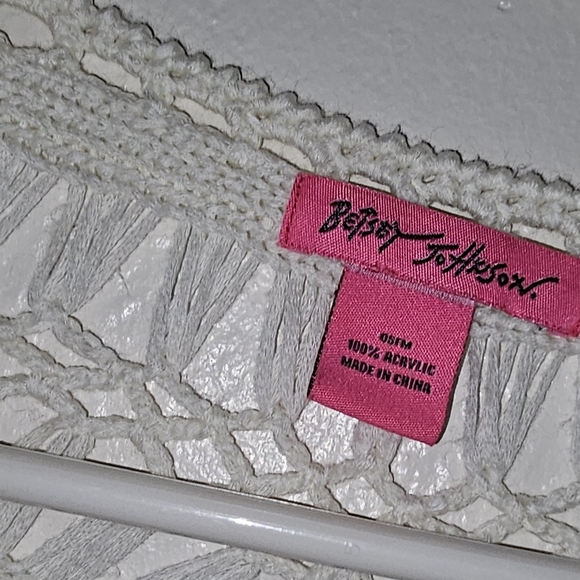 BETSEY JOHNSON.
OSFM
100% ACRYLIC
MADE IN CHINA